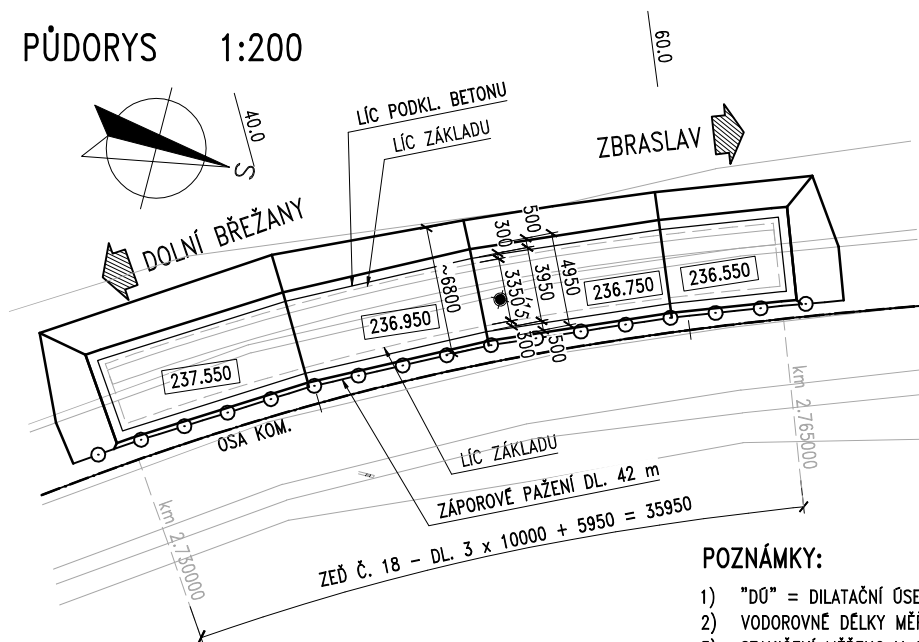 PŮDORYS 1:200
60.0
40.0
LÍC PODKL. BETONU
LÍC ZÁKLADU
ZBRASLAV
S
DOLNÍ BŘEŽANY
500
300
~6800
3350
3950
4950
236.550
236.750
236.950
300
500
237.550
OSA KOM.
km 2.765000
LÍC ZÁKLADU
ZÁPOROVÉ PAŽENÍ DL. 42 m
km 2.730000
ZEĎ Č. 18 - DL. 3 x 10000 + 5950 = 35950
POZNÁMKY:
1) "DÚ" = DILATAČNÍ ÚSE
2) VODOROVNÉ DÉLKY MĚ